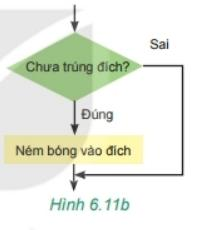 Sai
Chưa trúng đích?
Đúng
Ném bóng vào đích
Hình 6.11b